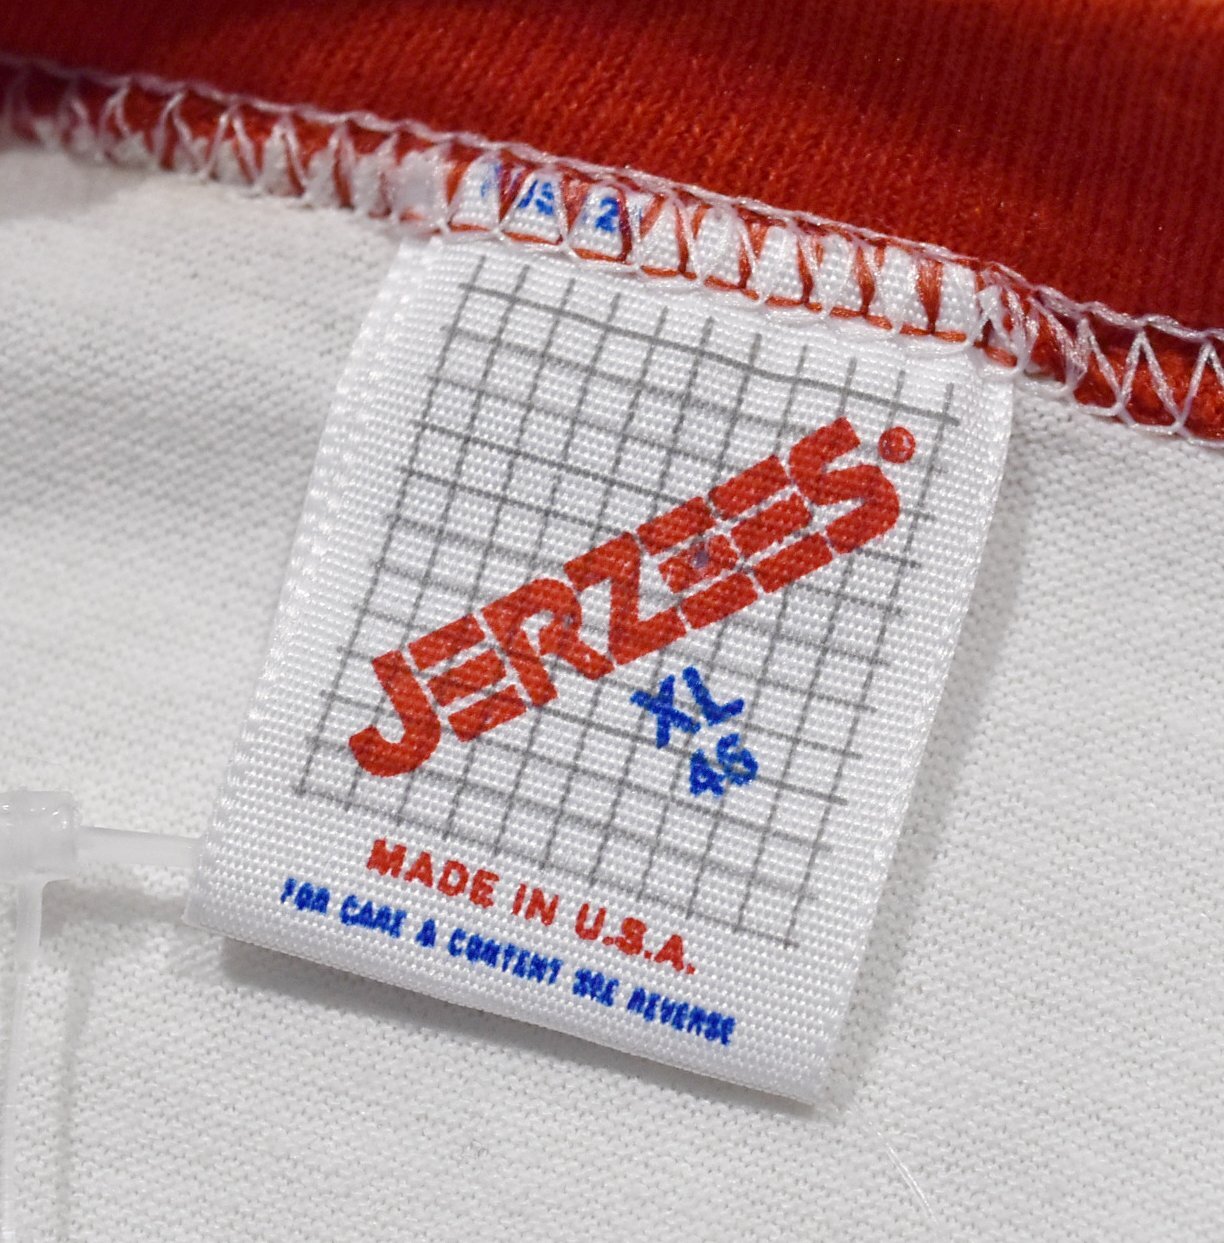 JERZEES®
XL
46
MADE IN U.S.A.
FOR CARE & CONTENT SEE REVERSE